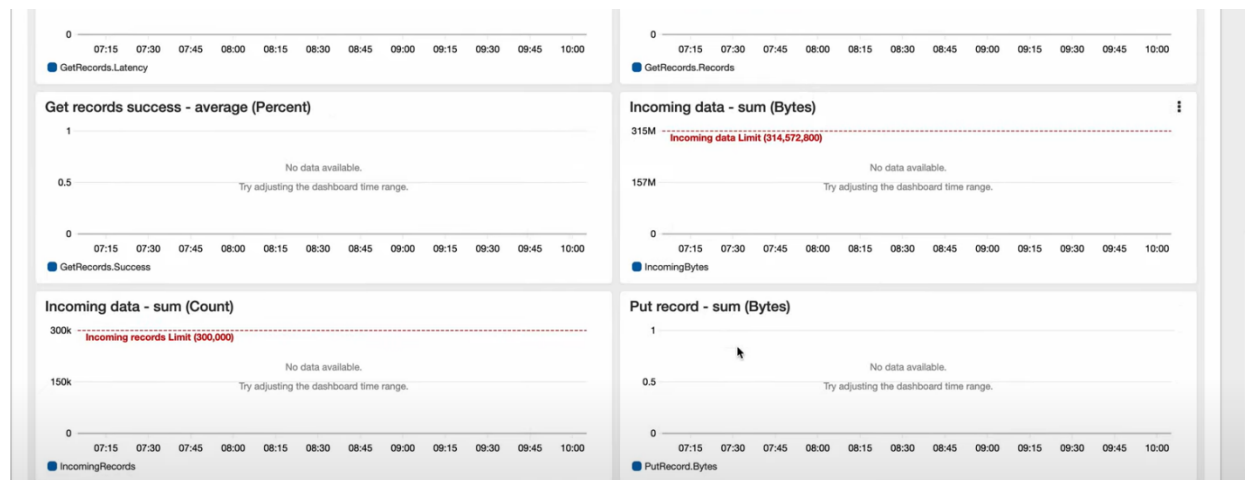 0
07:15 07:30 07:45 08:00 08:15 08:30 08:45 09:00 09:15 09:30 09:45 10:00
GetRecords.Latency
0
07:15 07:30 07:45 08:00 08:15 08:30 08:45 09:00 09:15 09:30 09:45 10:00
GetRecords.Records
Get records success - average (Percent)
1
No data available.
0.5
Try adjusting the dashboard time range.
0
07:15 07:30 07:45 08:00 08:15 08:30 08:45 09:00 09:15 09:30 09:45 10:00
GetRecords.Success
Incoming data - sum (Bytes)
315M
Incoming data Limit (314,572,800)
No data available.
157M
Try adjusting the dashboard time range.
0
07:15 07:30 07:45 08:00 08:15 08:30 08:45 09:00 09:15 09:30 09:45 10:00
IncomingBytes
Incoming data - sum (Count)
300k
Incoming records Limit (300,000)
No data available.
150k
Try adjusting the dashboard time range.
0
07:15 07:30 07:45 08:00 08:15 08:30 08:45 09:00 09:15 09:30 09:45 10:00
IncomingRecords
Put record - sum (Bytes)
1
No data available.
0.5
Try adjusting the dashboard time range.
0
07:15 07:30 07:45 08:00 08:15 08:30 08:45 09:00 09:15 09:30 09:45 10:00
PutRecord.Bytes